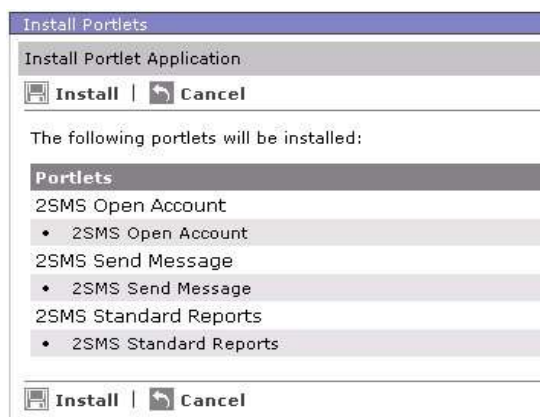 Install Portlets
Install Portlet Application
Install | Cancel
The following portlets will be installed:
Portlets
2SMS Open Account
• 2SMS Open Account
2SMS Send Message
• 2SMS Send Message
2SMS Standard Reports
• 2SMS Standard Reports
Install | Cancel